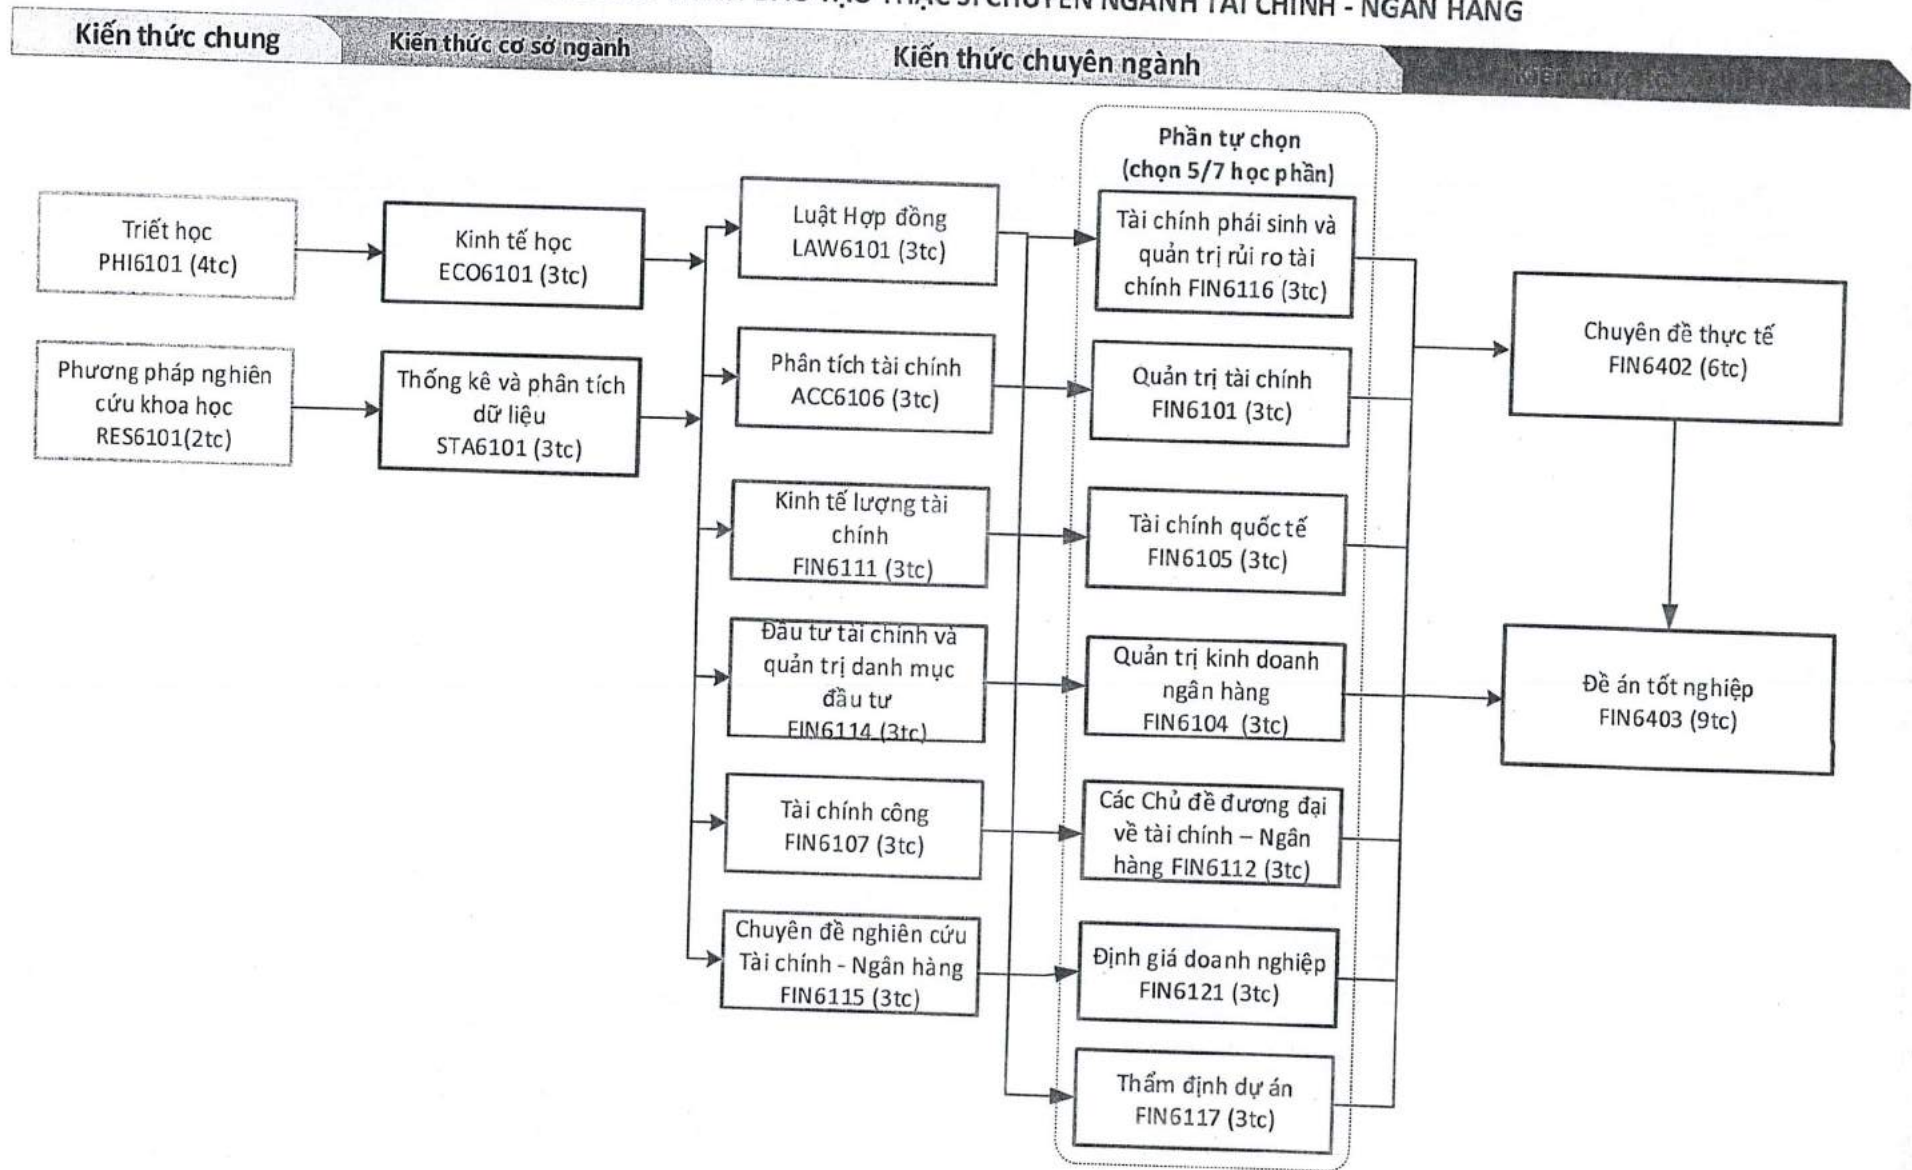 THẠC SĨ CHUYÊN NGÀNH TÀI CHÍNH - NGÂN HÀNG
Kiến thức chung
Kiến thức cơ sở ngành
Kiến thức chuyên ngành
Phần tự chọn
(chọn 5/7 học phần)
Triết học
PHI6101 (4tc)
Kinh tế học
ECO6101 (3tc)
Luật Hợp đồng
LAW6101 (3tc)
Tài chính phái sinh và
quản trị rủi ro tài
chính FIN6116 (3tc)
Chuyên đề thực tế
FIN6402 (6tc)
Phương pháp nghiên
cứu khoa học
RES6101(2tc)
Thống kê và phân tích
dữ liệu
STA6101 (3tc)
Phân tích tài chính
ACC6106 (3tc)
Quản trị tài chính
FIN6101 (3tc)
Kinh tế lượng tài
chính
FIN6111 (3tc)
Tài chính quốc tế
FIN6105 (3tc)
Đầu tư tài chính và
quản trị danh mục
đầu tư
FIN6114 (3tc)
Quản trị kinh doanh
ngân hàng
FIN6104 (3tc)
Đề án tốt nghiệp
FIN6403 (9tc)
Tài chính công
FIN6107 (3tc)
Các Chủ đề đương đại
về tài chính – Ngân
hàng FIN6112 (3tc)
Chuyên đề nghiên cứu
Tài chính - Ngân hàng
FIN6115 (3tc)
Định giá doanh nghiệp
FIN6121 (3tc)
Thẩm định dự án
FIN6117 (3tc)